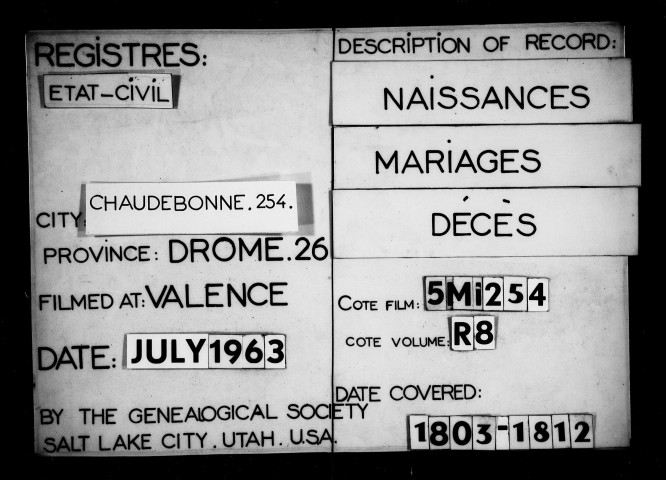 REGISTRES:
ETAT-CIVIL
CITY: CHAUDEBONNE.254.
PROVINCE: DROME.26
FILMED AT: VALENCE
DATE: JULY 1963
BY THE GENEALOGICAL SOCIETY
SALT LAKE CITY. UTAH. U.S.A.
DESCRIPTION OF RECORD:
NAISSANCES
MARIAGES
DÉCÈS
COTE FILM: 5Mi254
COTE VOLUME: R8
DATE COVERED:
1803-1812